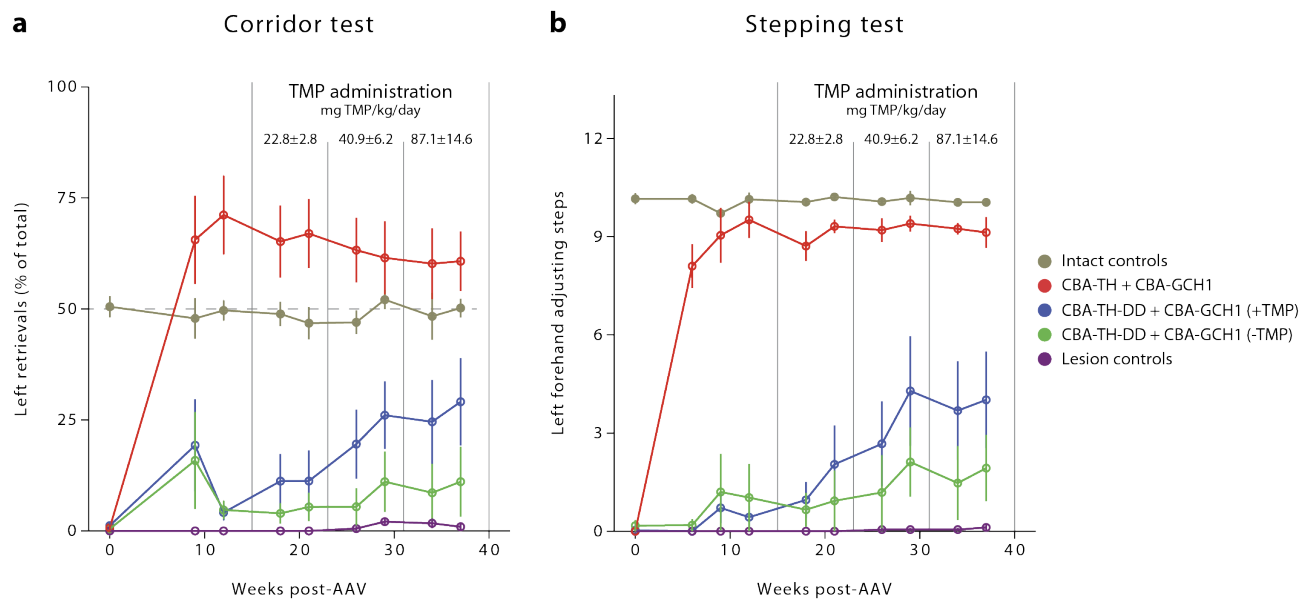 a
Corridor test
TMP administration
mg TMP/kg/day
22.8±2.8 40.9±6.2 87.1±14.6
100
75
50
25
0
Left retrievals (% of total)
0 10 20 30 40
Weeks post-AAV
b
Stepping test
TMP administration
mg TMP/kg/day
22.8±2.8 40.9±6.2 87.1±14.6
12
9
6
3
0
Left forehand adjusting steps
0 10 20 30 40
Weeks post-AAV
Intact controls
CBA-TH + CBA-GCH1
CBA-TH-DD + CBA-GCH1 (+TMP)
CBA-TH-DD + CBA-GCH1 (-TMP)
Lesion controls